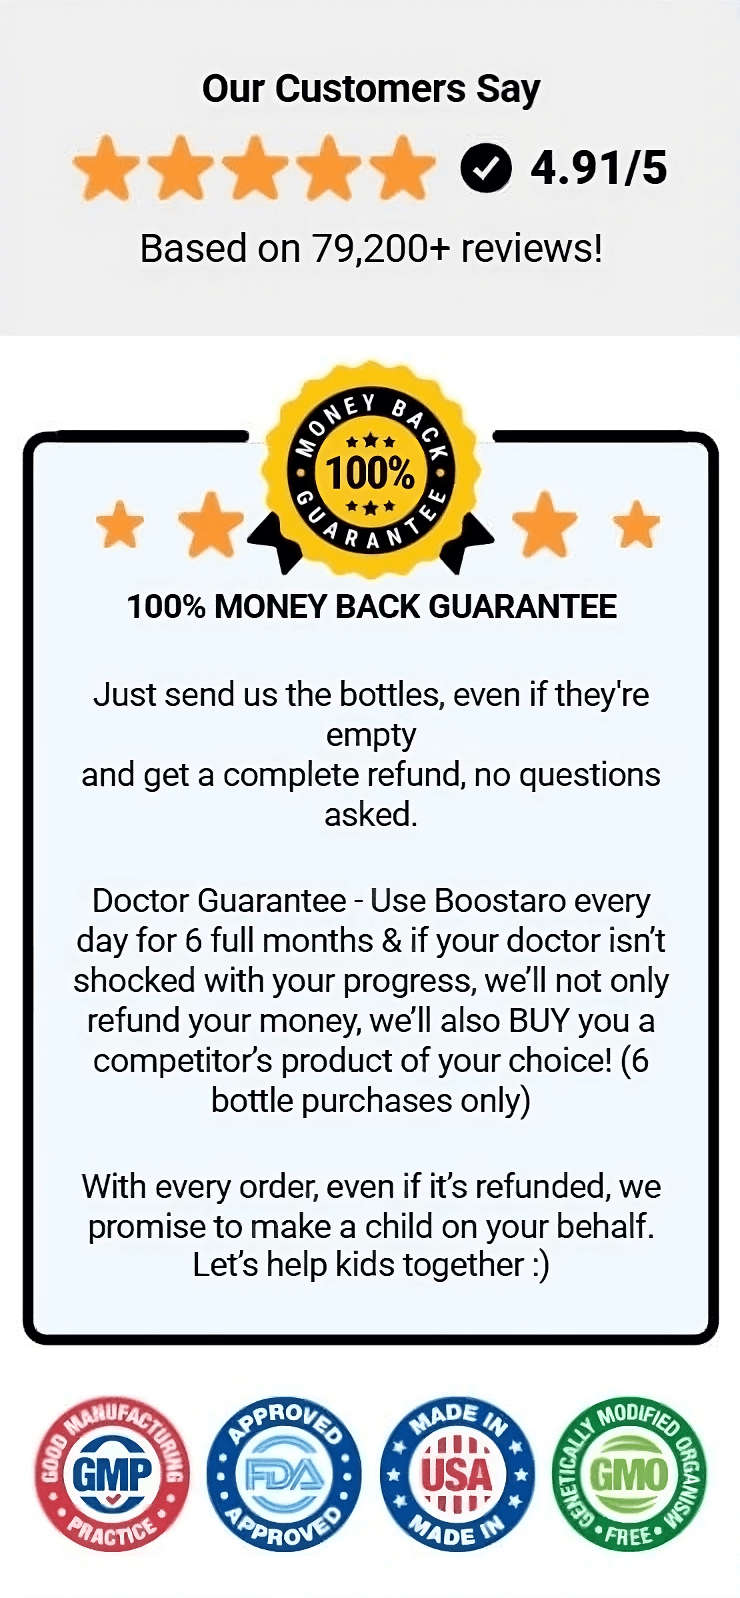 Our Customers Say
4.91/5
Based on 79,200+ reviews!
MONEY BACK
100%
GUARANTEE
100% MONEY BACK GUARANTEE
Just send us the bottles, even if they're
empty
and get a complete refund, no questions
asked.
Doctor Guarantee - Use Boostaro every
day for 6 full months & if your doctor isn’t
shocked with your progress, we’ll not only
refund your money, we’ll also BUY you a
competitor’s product of your choice! (6
bottle purchases only)
With every order, even if it’s refunded, we
promise to make a child on your behalf.
Let’s help kids together :)
GOOD MANUFACTURING
GMP
PRACTICE
APPROVED
FDA
APPROVED
MADE IN
USA
MADE IN
GENETICALLY MODIFIED ORGANISM
GMO
FREE